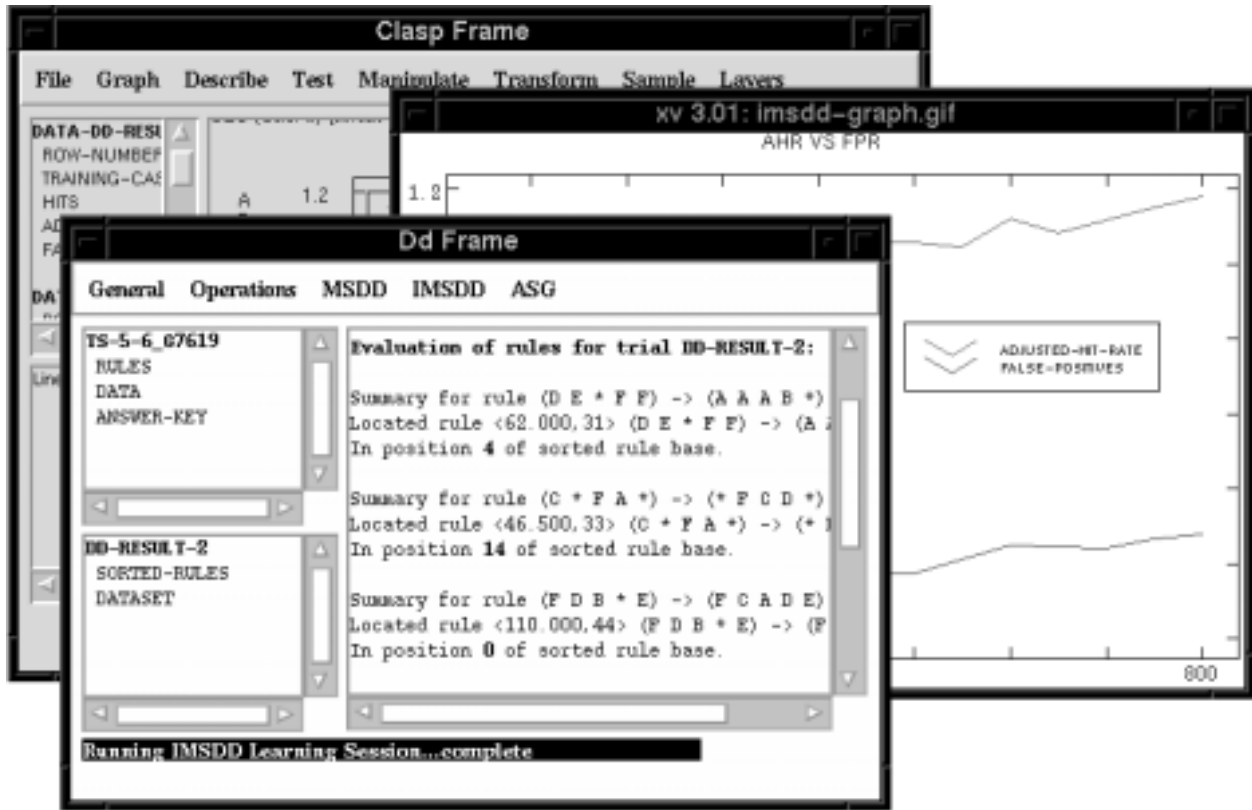 Clasp Frame
File Graph Describe Test Manipulate Transform Sample Layers
DATA-DD-RESU
ROW-NUMBER
TRAINING-CAS
HITS
AD
FA
DAT
Line
A 1.2
xv 3.01: imsdd-graph.gif
AHR VS FPR
1.2
ADJUSTED-HIT-RATE
FALSE-POSITIVES
800
Dd Frame
General Operations MSDD IMSDD ASG
TS-5-6_G7619
RULES
DATA
ANSWER-KEY
DD-RESULT-2
SORTED-RULES
DATASET
Evaluation of rules for trial DD-RESULT-2:
Summary for rule (D E * F F) -> (A A A B *)
Located rule <62.000,31> (D E * F F) -> (A
In position 4 of sorted rule base.
Summary for rule (C * F A *) -> (* F C D *)
Located rule <46.500,33> (C * F A *) -> (*
In position 14 of sorted rule base.
Summary for rule (F D B * E) -> (F C A D E)
Located rule <110.000,44> (F D B * E) -> (F
In position 0 of sorted rule base.
Running IMSDD Learning Session...complete